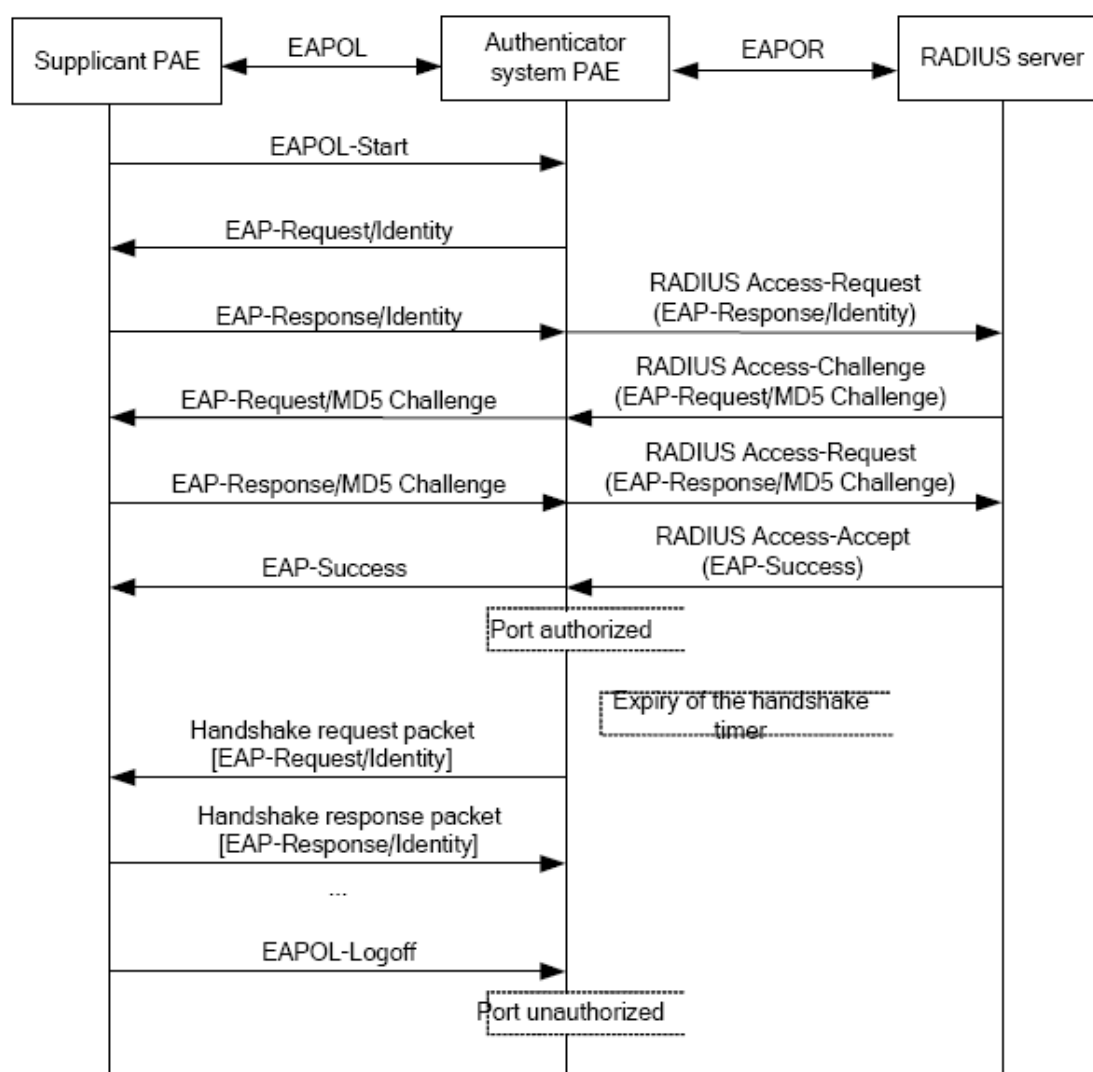 Supplicant PAE
EAPOL
Authenticator
system PAE
EAPOR
RADIUS server
EAPOL-Start
EAP-Request/Identity
RADIUS Access-Request
(EAP-Response/Identity)
EAP-Response/Identity
RADIUS Access-Challenge
(EAP-Request/MD5 Challenge)
EAP-Request/MD5 Challenge
RADIUS Access-Request
(EAP-Response/MD5 Challenge)
EAP-Response/MD5 Challenge
RADIUS Access-Accept
(EAP-Success)
EAP-Success
Port authorized
Expiry of the handshake
timer
Handshake request packet
[EAP-Request/Identity]
Handshake response packet
[EAP-Response/Identity]
...
EAPOL-Logoff
Port unauthorized